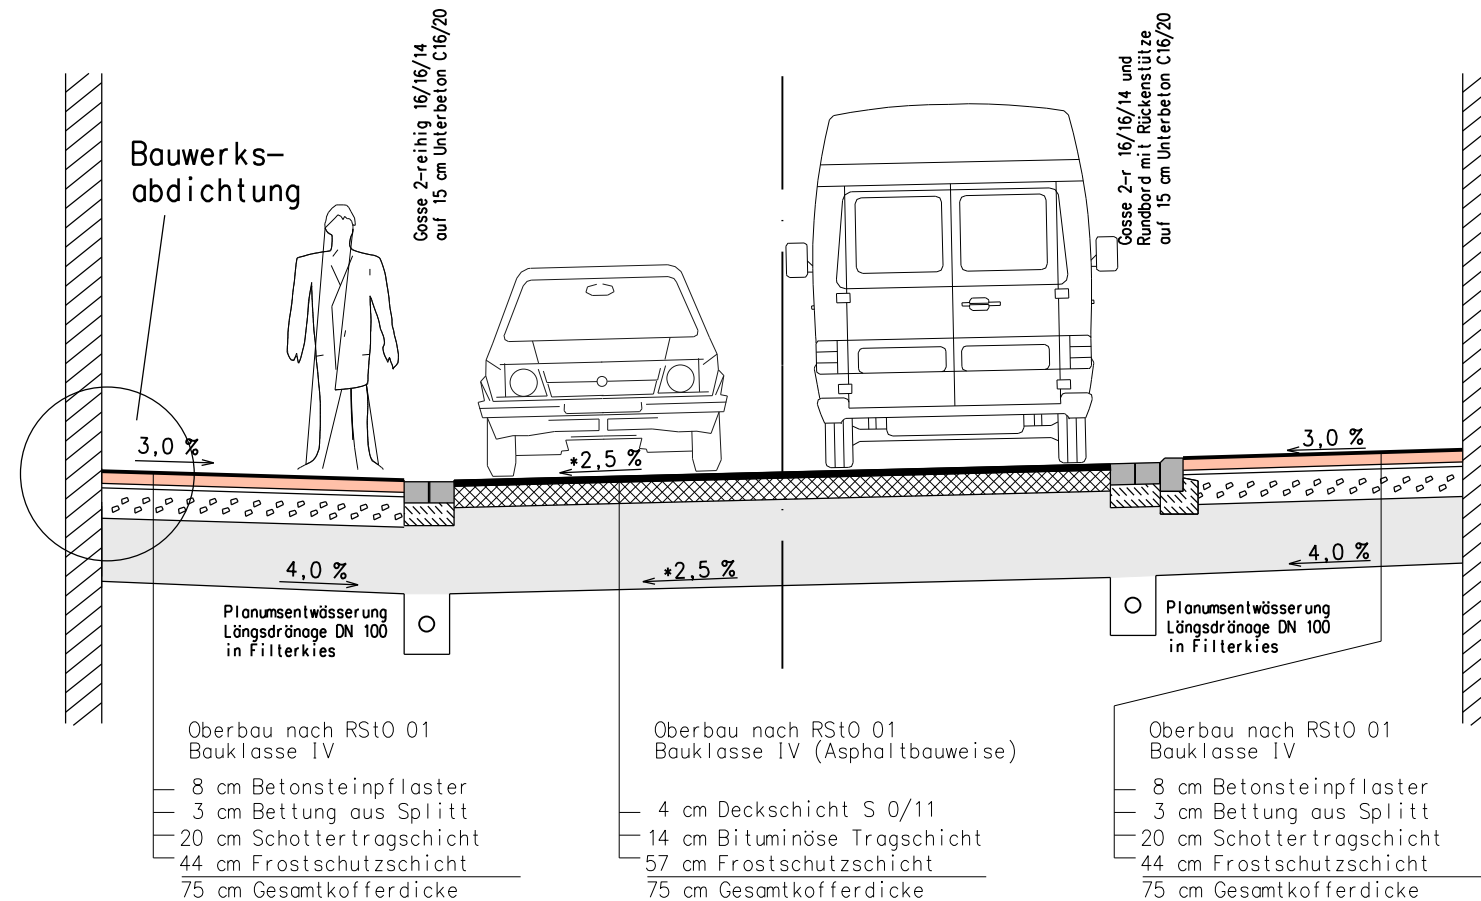 Gosse 2-reihig 16/16/14
auf 15 cm Unterbeton C16/20
Gosse 2-r 16/16/14 und
Rundbord mit Rückenstütze
auf 15 cm Unterbeton C16/20
Bauwerks-
abdichtung
3,0 %
*2,5 %
3,0 %
4,0 %
*2,5 %
4,0 %
Planumsentwässerung
Längsdränage DN 100
in Filterkies
Planumsentwässerung
Längsdränage DN 100
in Filterkies
Oberbau nach RStO 01
Bauklasse IV
8 cm Betonsteinpflaster
3 cm Bettung aus Splitt
20 cm Schottertragschicht
44 cm Frostschutzschicht
75 cm Gesamtkofferdicke
Oberbau nach RStO 01
Bauklasse IV (Asphaltbauweise)
4 cm Deckschicht S 0/11
14 cm Bituminöse Tragschicht
57 cm Frostschutzschicht
75 cm Gesamtkofferdicke
Oberbau nach RStO 01
Bauklasse IV
8 cm Betonsteinpflaster
3 cm Bettung aus Splitt
20 cm Schottertragschicht
44 cm Frostschutzschicht
75 cm Gesamtkofferdicke